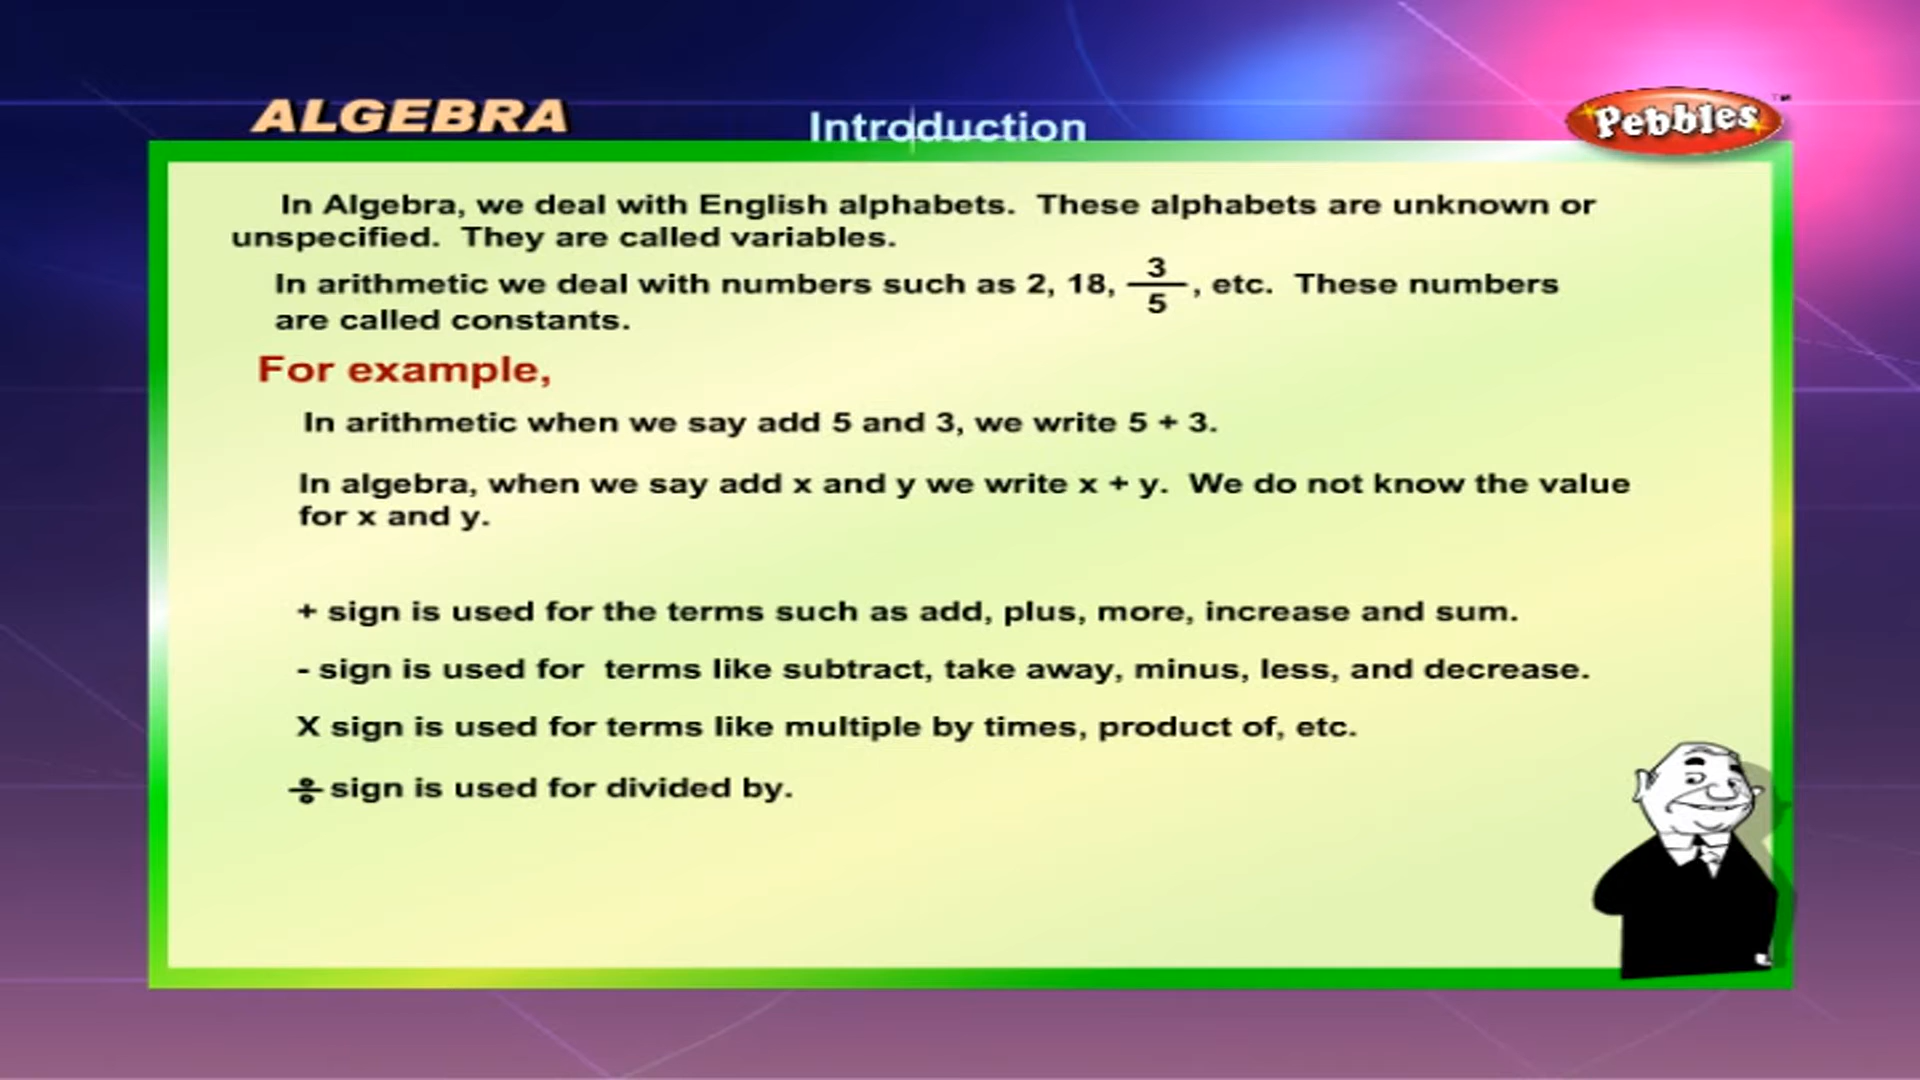 ALGEBRA
Introduction
Pebbles™
In Algebra, we deal with English alphabets. These alphabets are unknown or
unspecified. They are called variables.
In arithmetic we deal with numbers such as 2, 18, 3/5, etc. These numbers
are called constants.
For example,
In arithmetic when we say add 5 and 3, we write 5 + 3.
In algebra, when we say add x and y we write x + y. We do not know the value
for x and y.
+ sign is used for the terms such as add, plus, more, increase and sum.
- sign is used for terms like subtract, take away, minus, less, and decrease.
X sign is used for terms like multiple by times, product of, etc.
÷ sign is used for divided by.